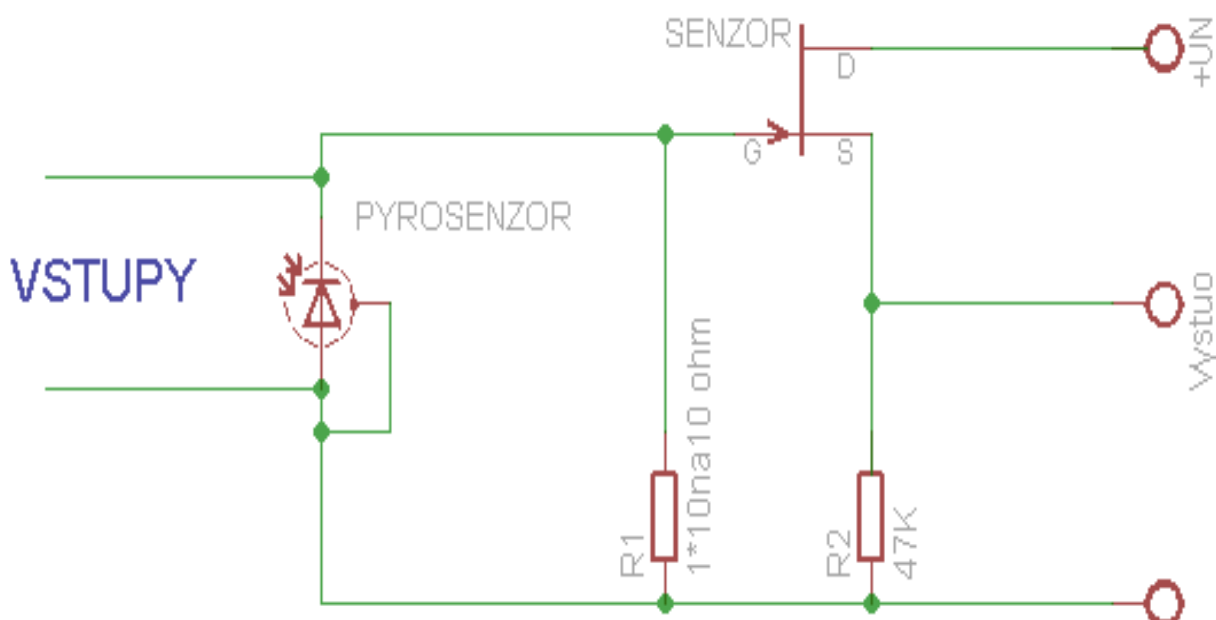 SENZOR
+UN
D
G
S
PYROSENZOR
VSTUPY
Vystuo
R1
1*10na10 ohm
R2
47K